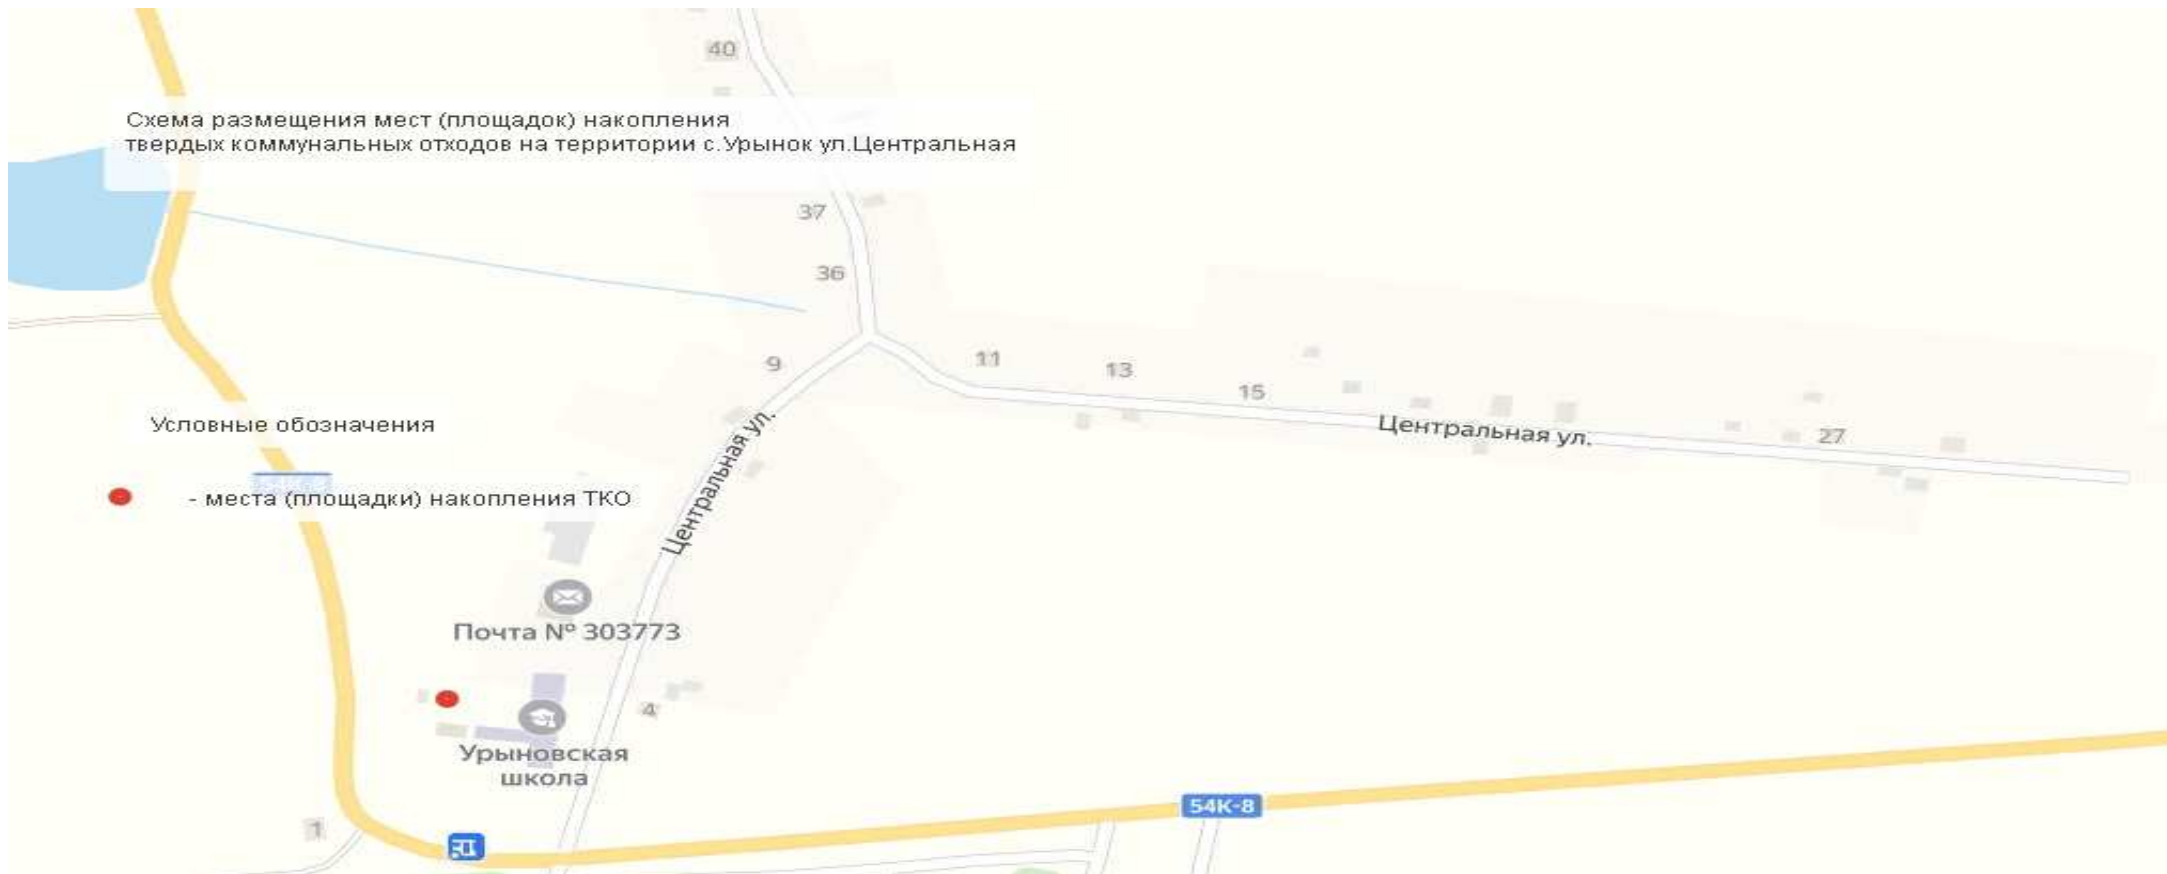 40
Схема размещения мест (площадок) накопления
твердых коммунальных отходов на территории с.Урынок ул.Центральная
37
36
9
11
13
15
Центральная ул.
27
Условные обозначения
Центральная ул.
54К-8
- места (площадки) накопления ТКО
Почта № 303773
4
Урыновская
школа
54К-8
1